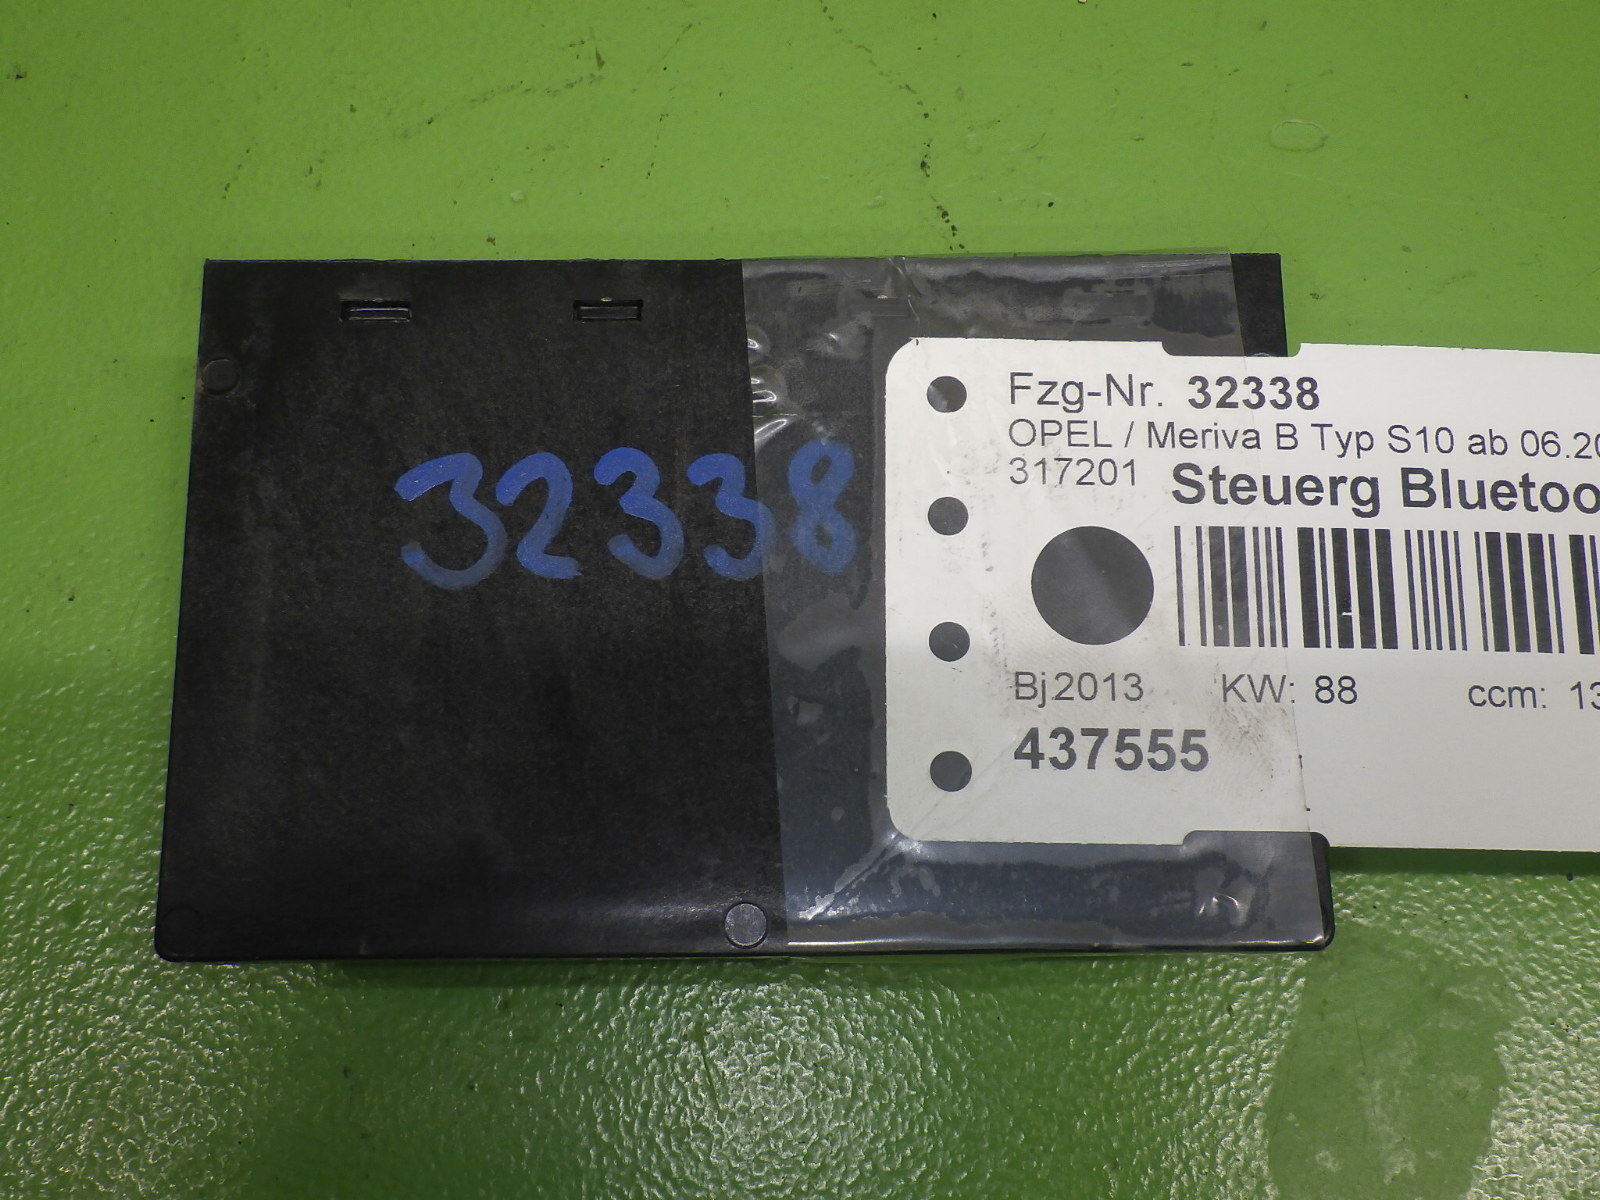 32338
Fzg-Nr. 32338
OPEL / Meriva B Typ S10 ab 06.20
317201 Steuerg Bluetoo
Bj.2013 KW: 88 ccm: 13
437555